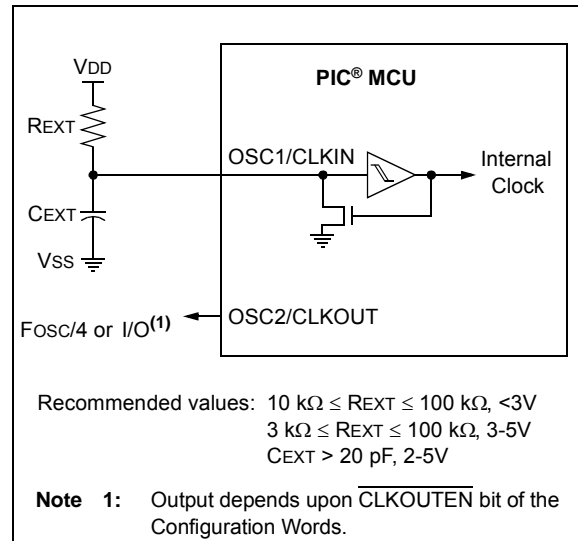 VDD
PIC® MCU
REXT
OSC1/CLKIN
Internal
Clock
CEXT
VSS
OSC2/CLKOUT
FOSC/4 or I/O(1)
Recommended values: 10 kΩ ≤ REXT ≤ 100 kΩ, <3V
3 kΩ ≤ REXT ≤ 100 kΩ, 3-5V
CEXT > 20 pF, 2-5V
Note 1: Output depends upon CLKOUTEN bit of the
Configuration Words.